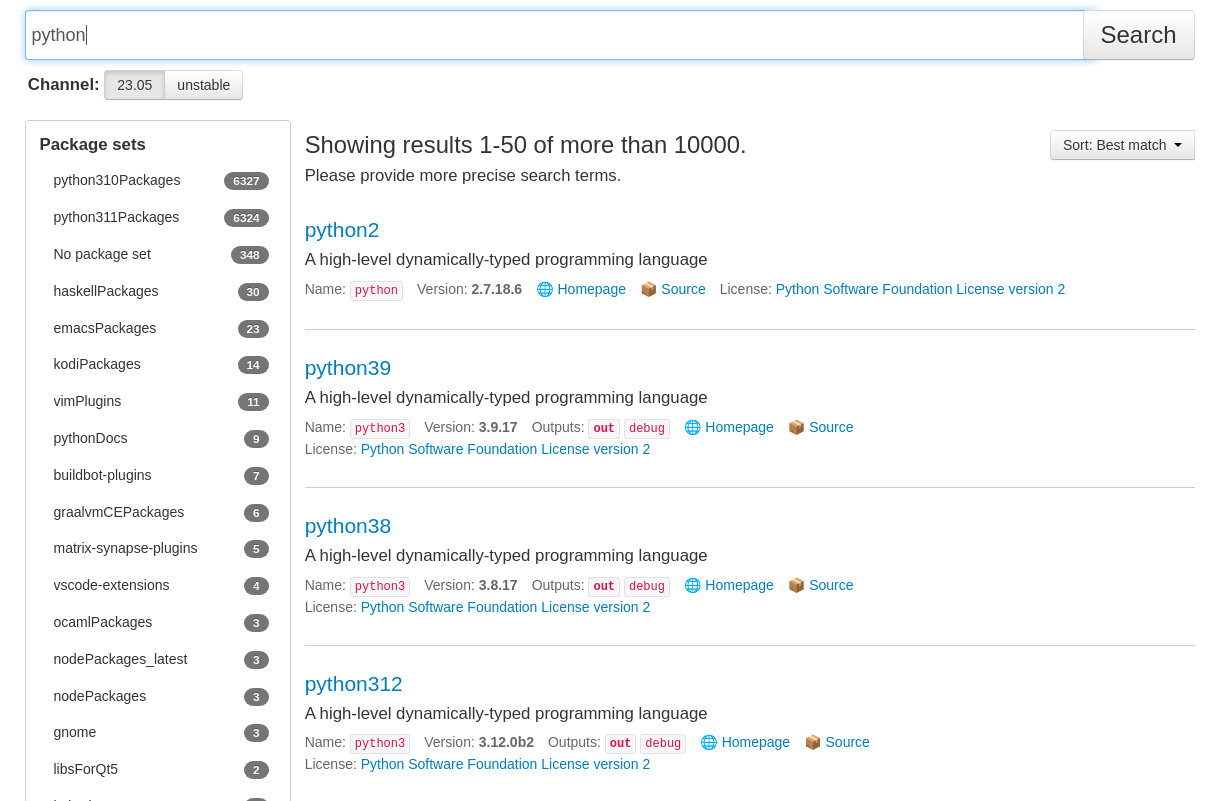 python
Search
Channel: 23.05 unstable
Package sets
python310Packages 6327
python311Packages 6324
No package set 348
haskellPackages 30
emacsPackages 23
kodiPackages 14
vimPlugins 11
pythonDocs 9
buildbot-plugins 7
graalvmCEPackages 6
matrix-synapse-plugins 5
vscode-extensions 4
ocamlPackages 3
nodePackages_latest 3
nodePackages 3
gnome 3
libsForQt5 2
Showing results 1-50 of more than 10000.
Sort: Best match
Please provide more precise search terms.
python2
A high-level dynamically-typed programming language
Name: python Version: 2.7.18.6 🌐 Homepage 📦 Source License: Python Software Foundation License version 2
python39
A high-level dynamically-typed programming language
Name: python3 Version: 3.9.17 Outputs: out debug 🌐 Homepage 📦 Source
License: Python Software Foundation License version 2
python38
A high-level dynamically-typed programming language
Name: python3 Version: 3.8.17 Outputs: out debug 🌐 Homepage 📦 Source
License: Python Software Foundation License version 2
python312
A high-level dynamically-typed programming language
Name: python3 Version: 3.12.0b2 Outputs: out debug 🌐 Homepage 📦 Source
License: Python Software Foundation License version 2